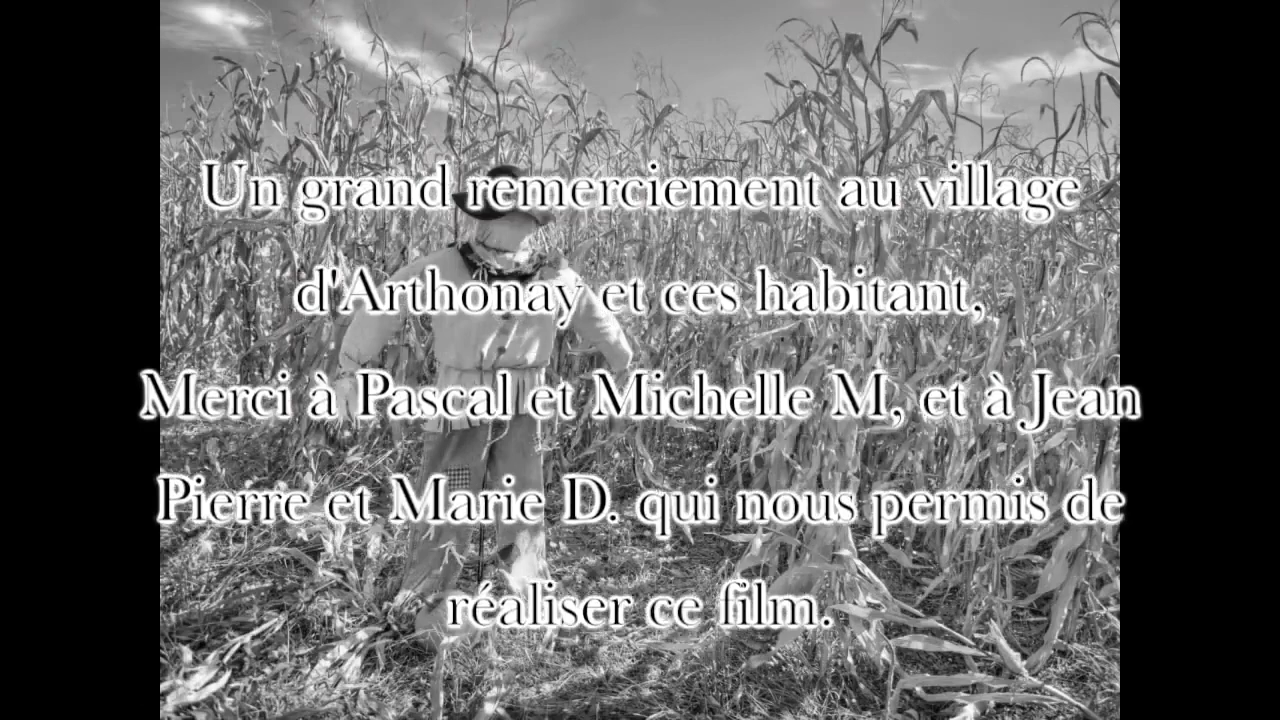 Un grand remerciement au village
d'Arthonay et ces habitant,
Merci à Pascal et Michelle M, et à Jean
Pierre et Marie D. qui nous permis de
réaliser ce film.